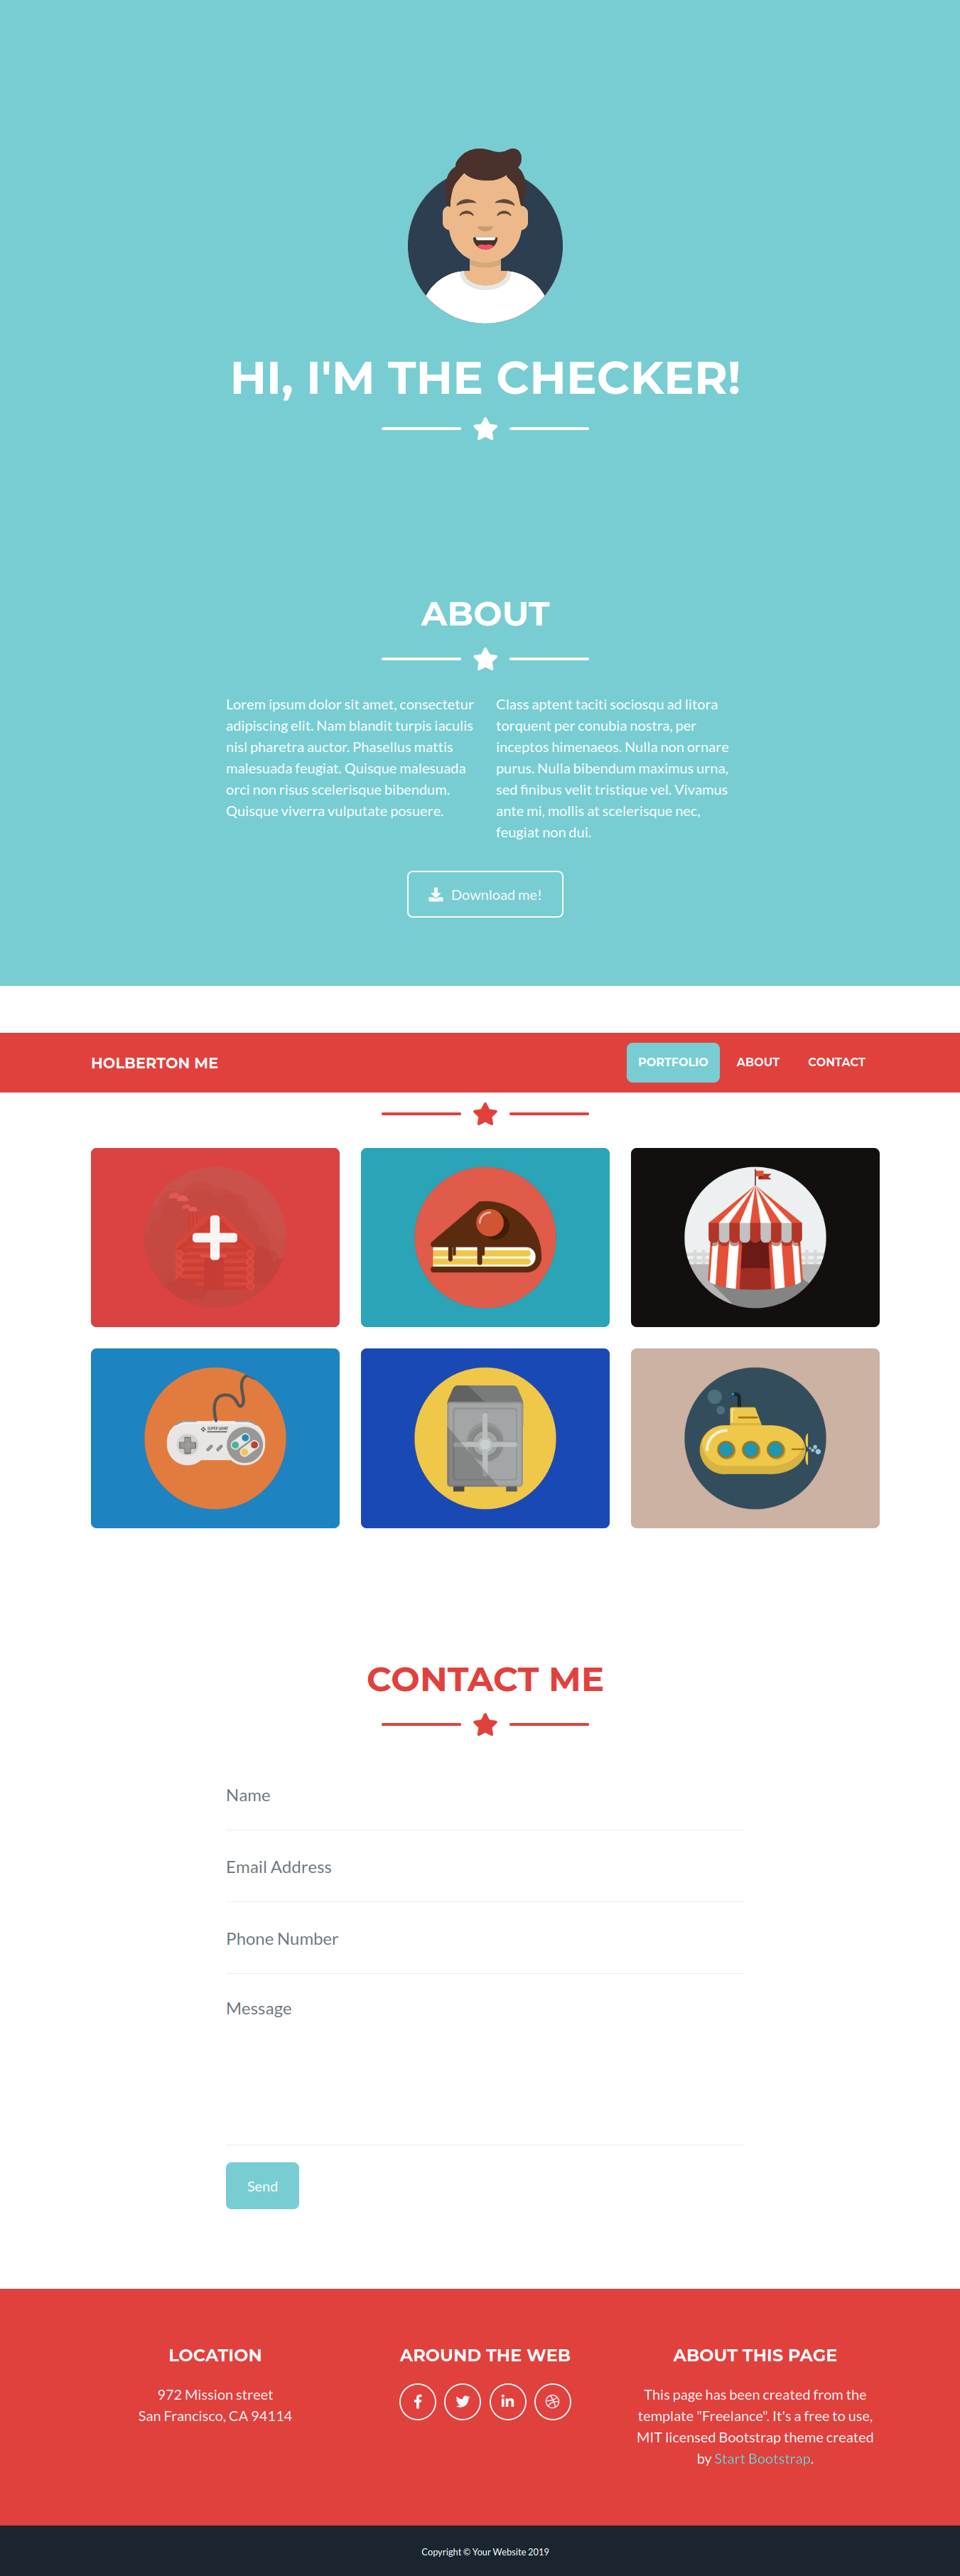 HI, I'M THE CHECKER!
ABOUT
Lorem ipsum dolor sit amet, consectetur
adipiscing elit. Nam blandit turpis iaculis
nisl pharetra auctor. Phasellus mattis
malesuada feugiat. Quisque malesuada
orci non risus scelerisque bibendum.
Quisque viverra vulputate posuere.
Class aptent taciti sociosqu ad litora
torquent per conubia nostra, per
inceptos himenaeos. Nulla non ornare
purus. Nulla bibendum maximus urna,
sed finibus velit tristique vel. Vivamus
ante mi, mollis at scelerisque nec,
feugiat non dui.
Download me!
HOLBERTON ME
PORTFOLIO
ABOUT
CONTACT
SUPER GAME
CONTACT ME
Name
Email Address
Phone Number
Message
Send
LOCATION
972 Mission street
San Francisco, CA 94114
AROUND THE WEB
ABOUT THIS PAGE
This page has been created from the
template "Freelance". It's a free to use,
MIT licensed Bootstrap theme created
by Start Bootstrap.
Copyright © Your Website 2019